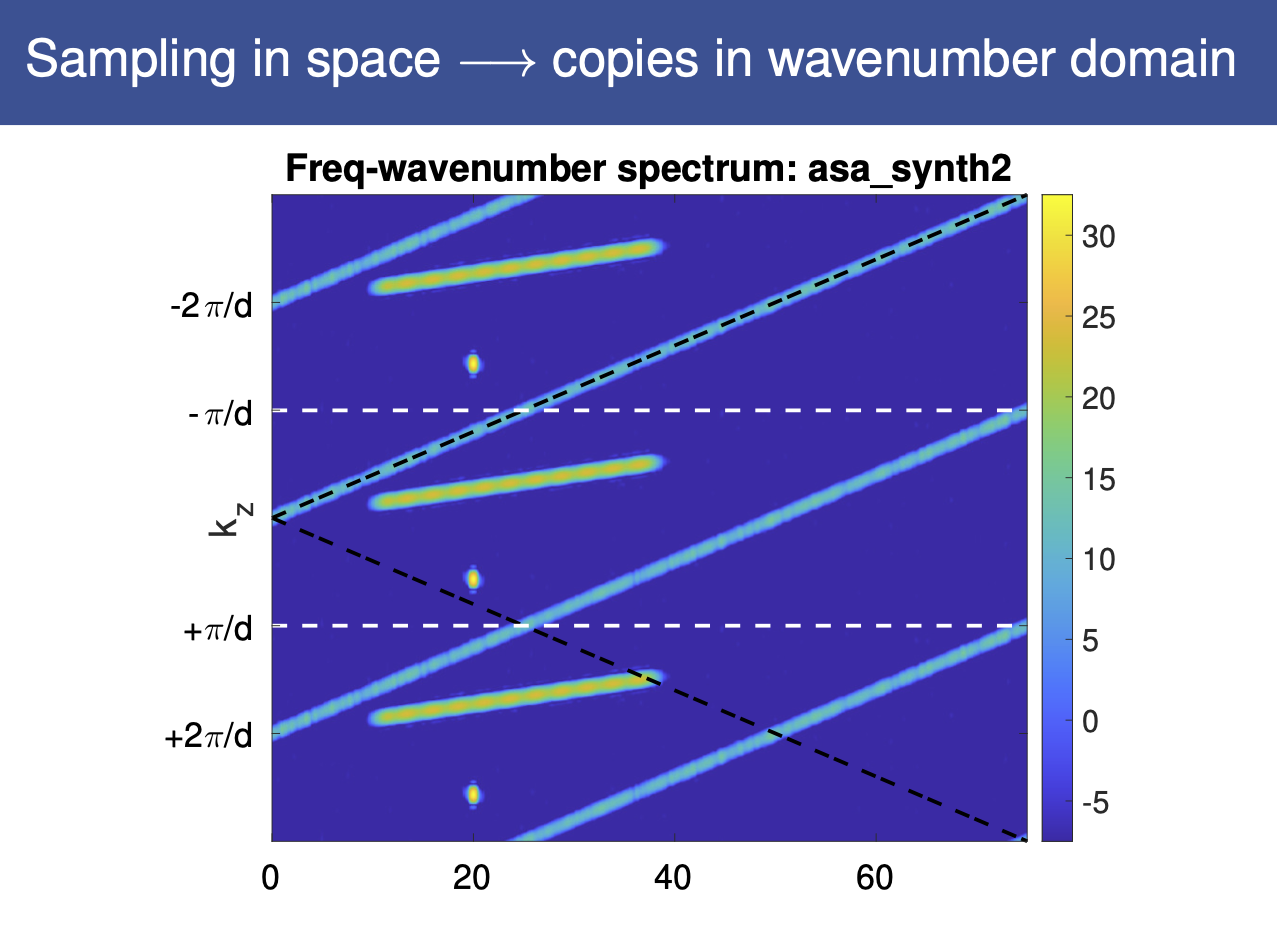 Sampling in space ⟶ copies in wavenumber domain
Freq-wavenumber spectrum: asa_synth2
-2π/d
-π/d
k_z
+π/d
+2π/d
0
20
40
60
30
25
20
15
10
5
0
-5